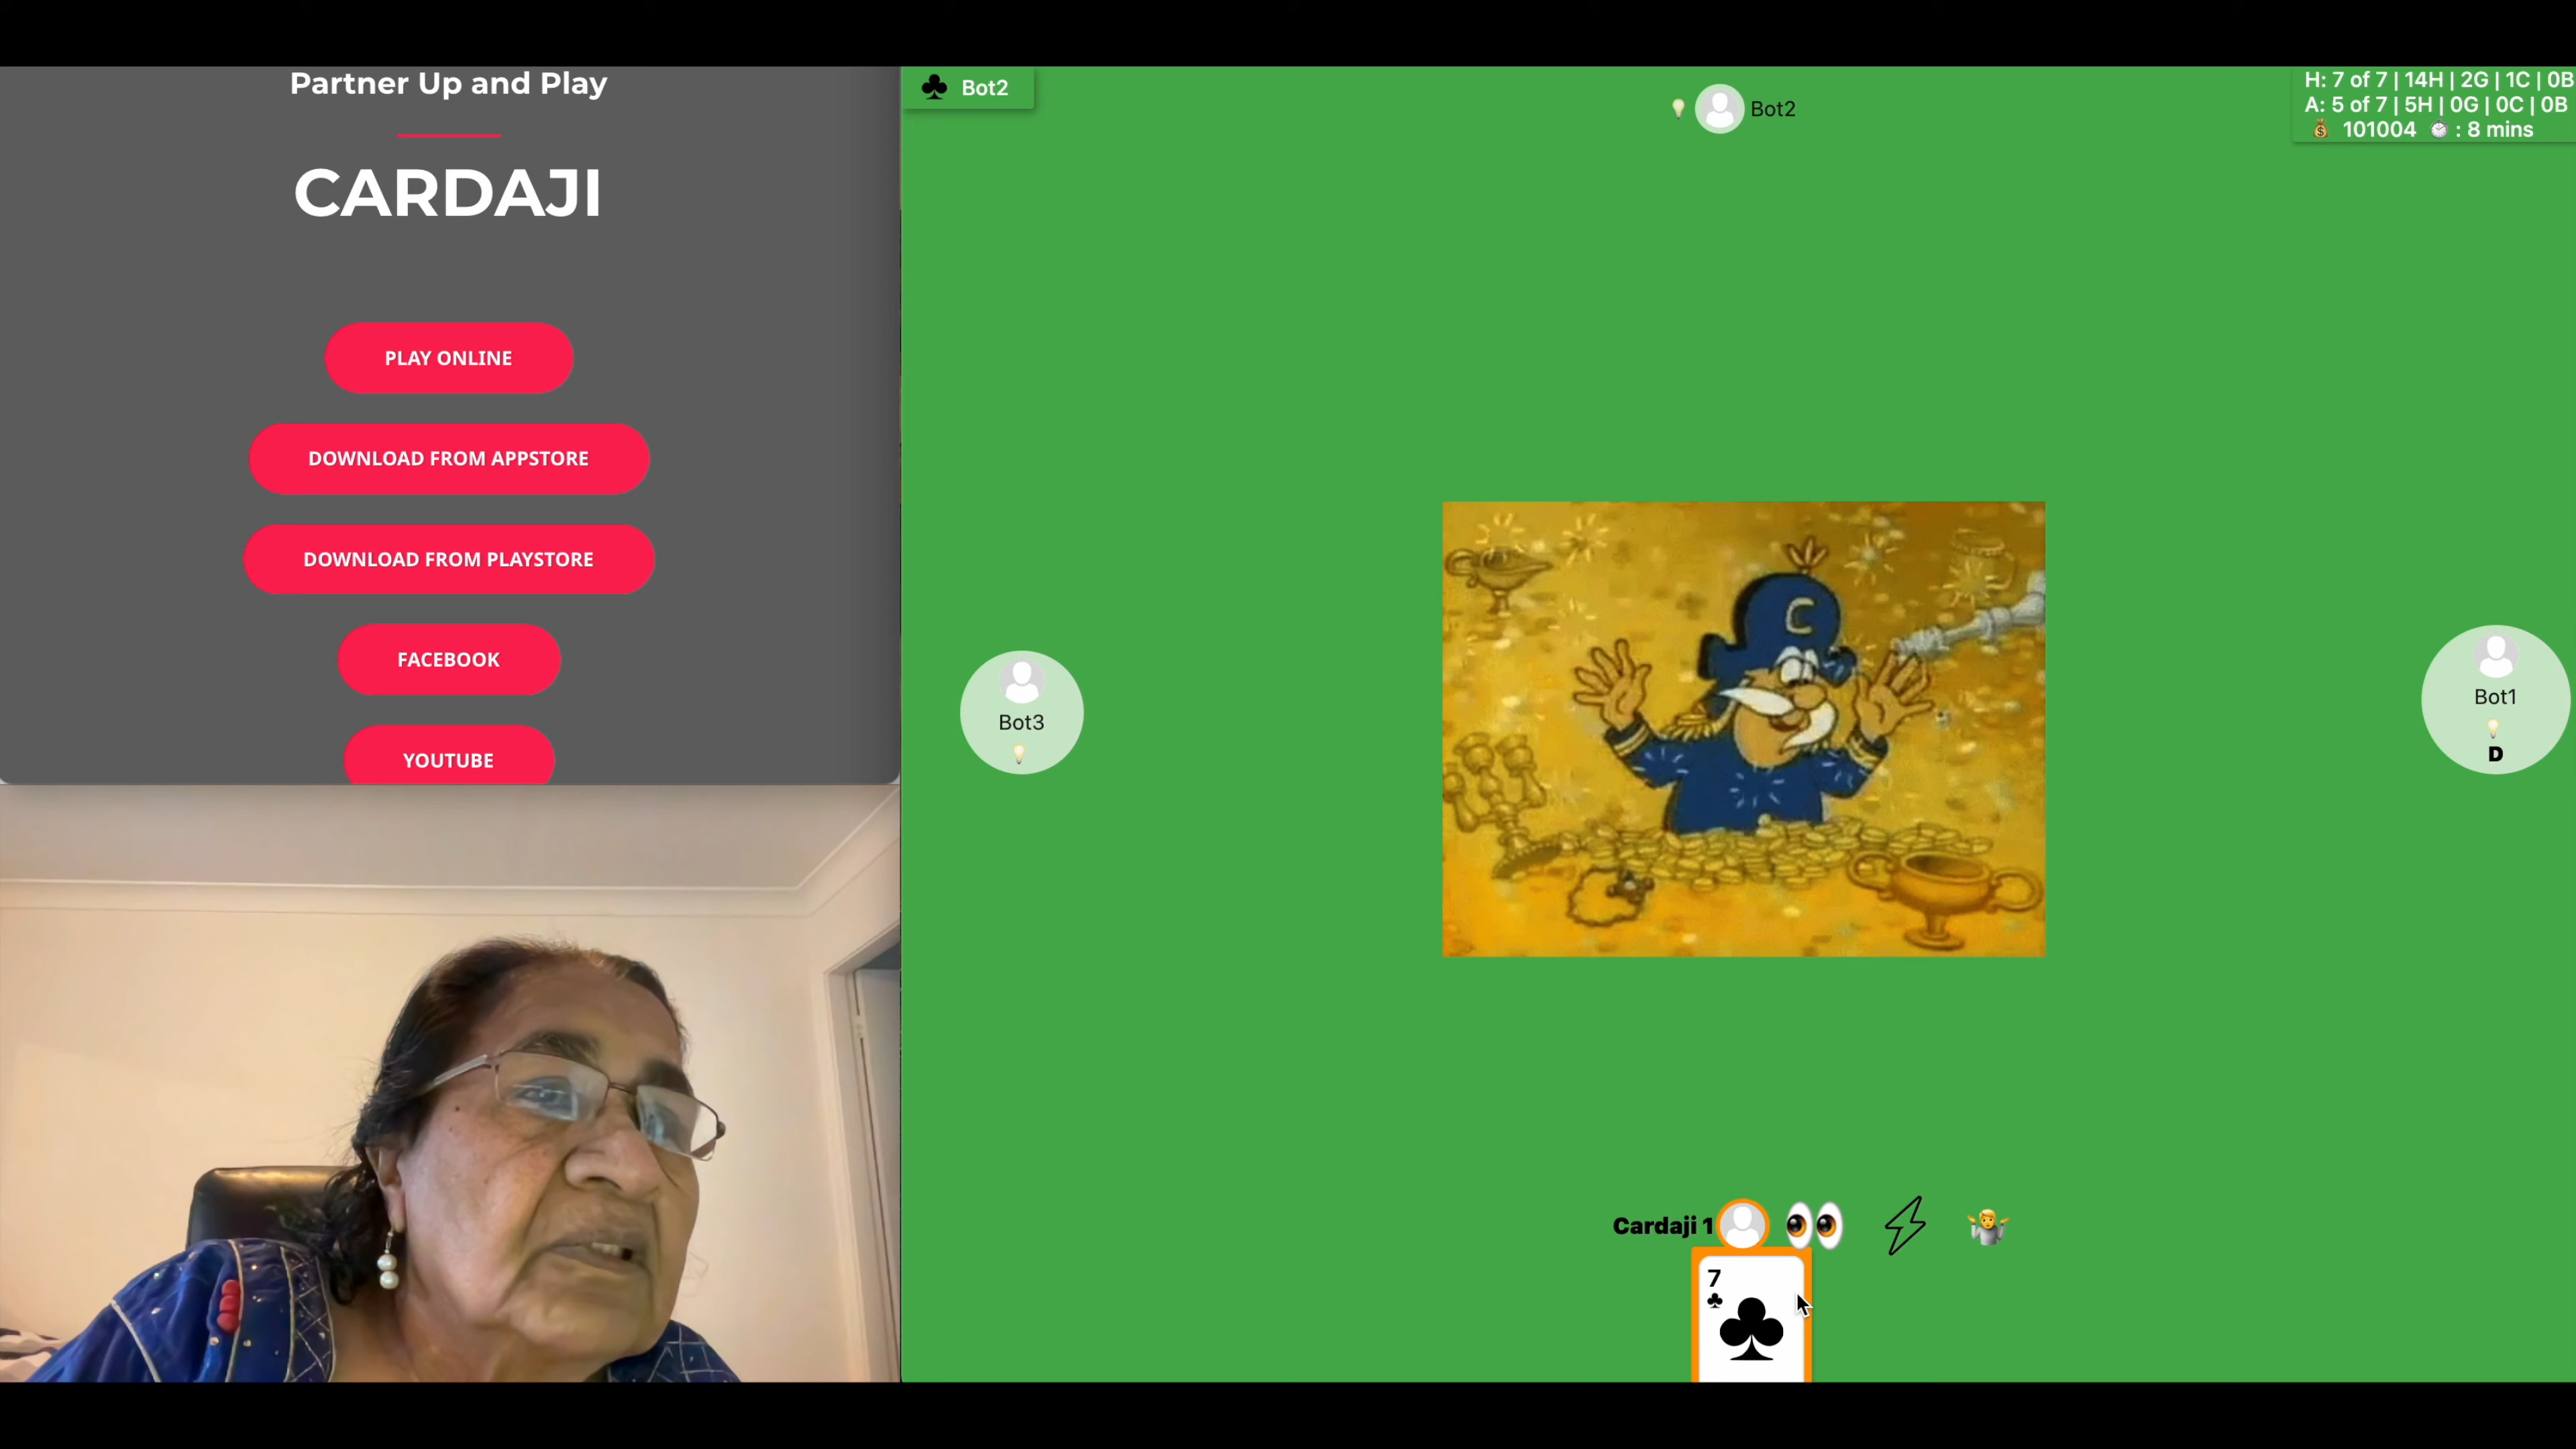 Partner Up and Play
CARDAJI
PLAY ONLINE
DOWNLOAD FROM APPSTORE
DOWNLOAD FROM PLAYSTORE
FACEBOOK
YOUTUBE
♣ Bot2
Bot2
H: 7 of 7 | 14H | 2G | 1C | 0B
A: 5 of 7 | 5H | 0G | 0C | 0B
101004 : 8 mins
C
Bot3
Bot1
D
Cardaji 1
7